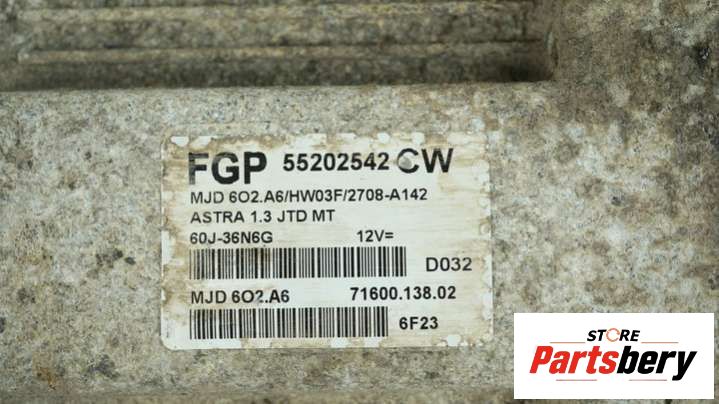 FGP 55202542 CW
MJD 6O2.A6/HW03F/2708-A142
ASTRA 1.3 JTD MT
60J-36N6G 12V=
D032
MJD 6O2.A6 71600.138.02
6F23
STORE
Partsbery